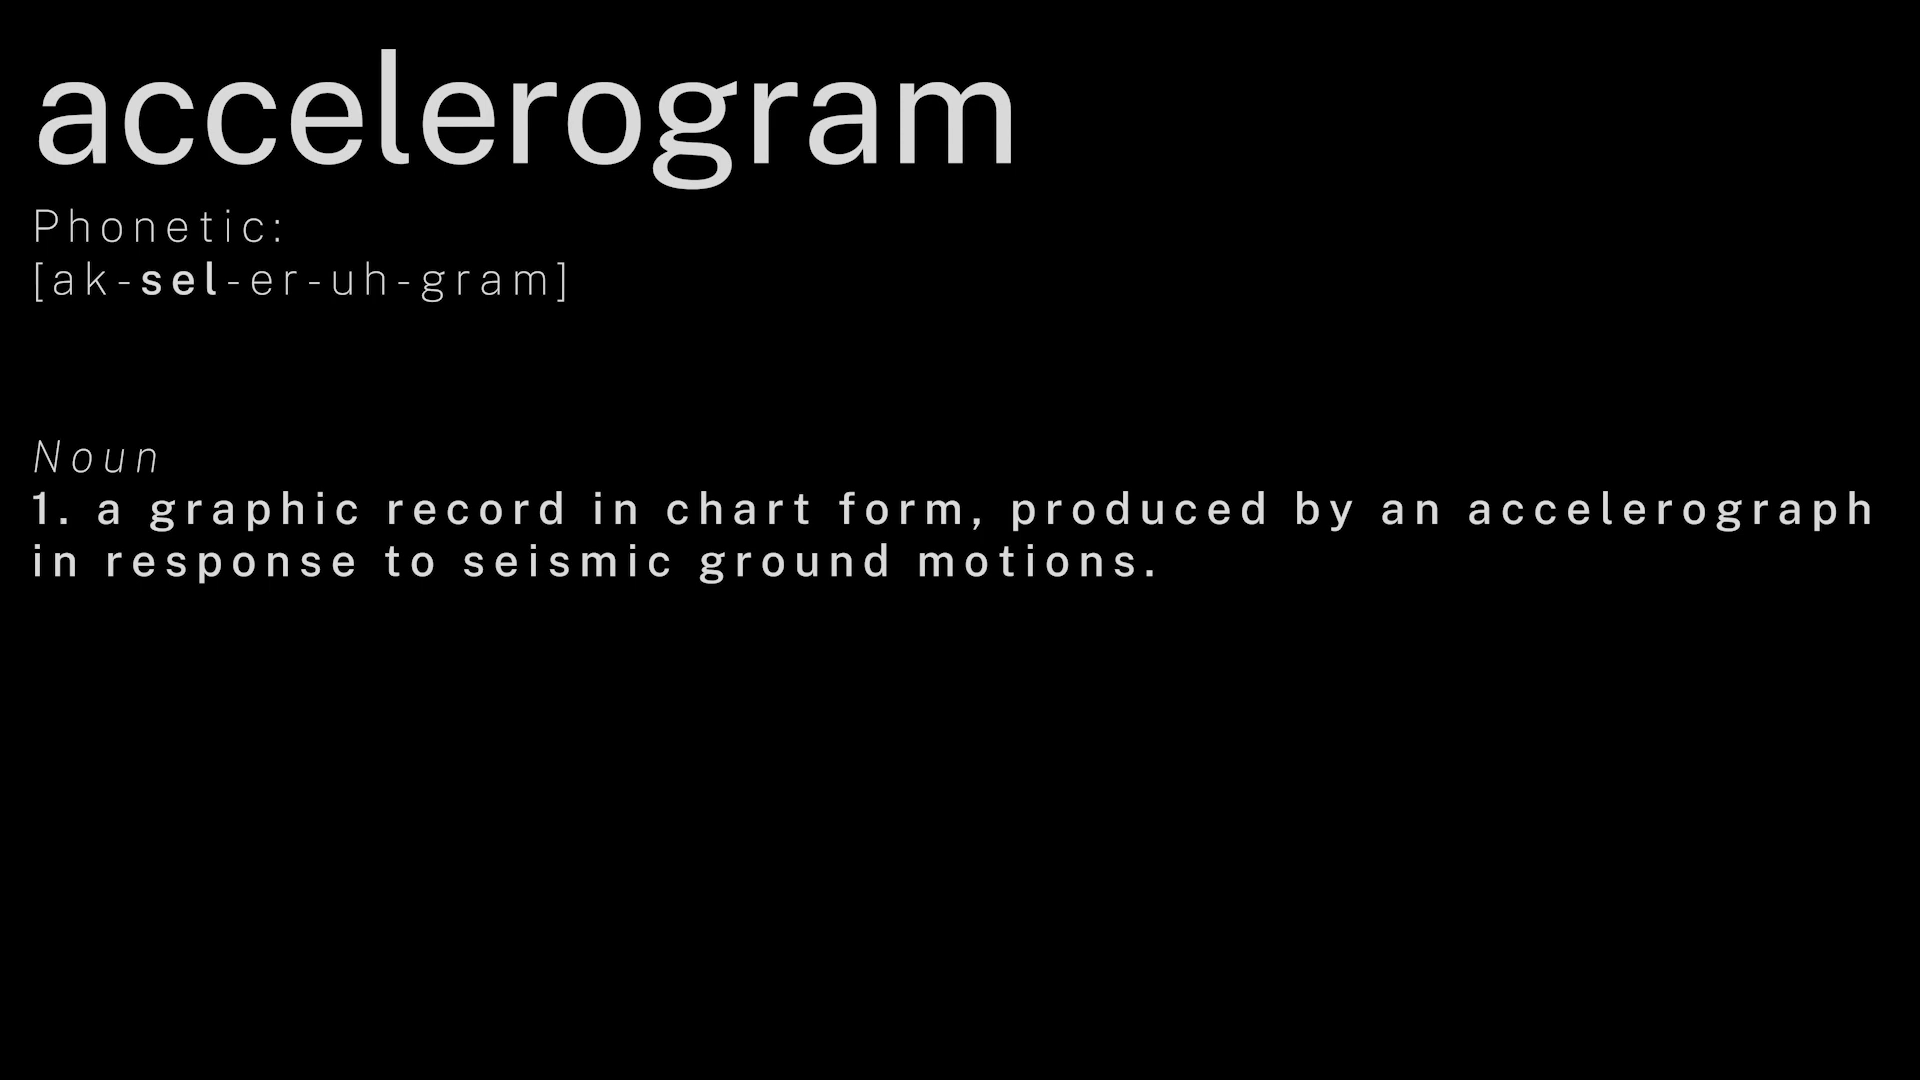 accelerogram
Phonetic:
[ak-sel-er-uh-gram]
Noun
1. a graphic record in chart form, produced by an accelerograph
in response to seismic ground motions.